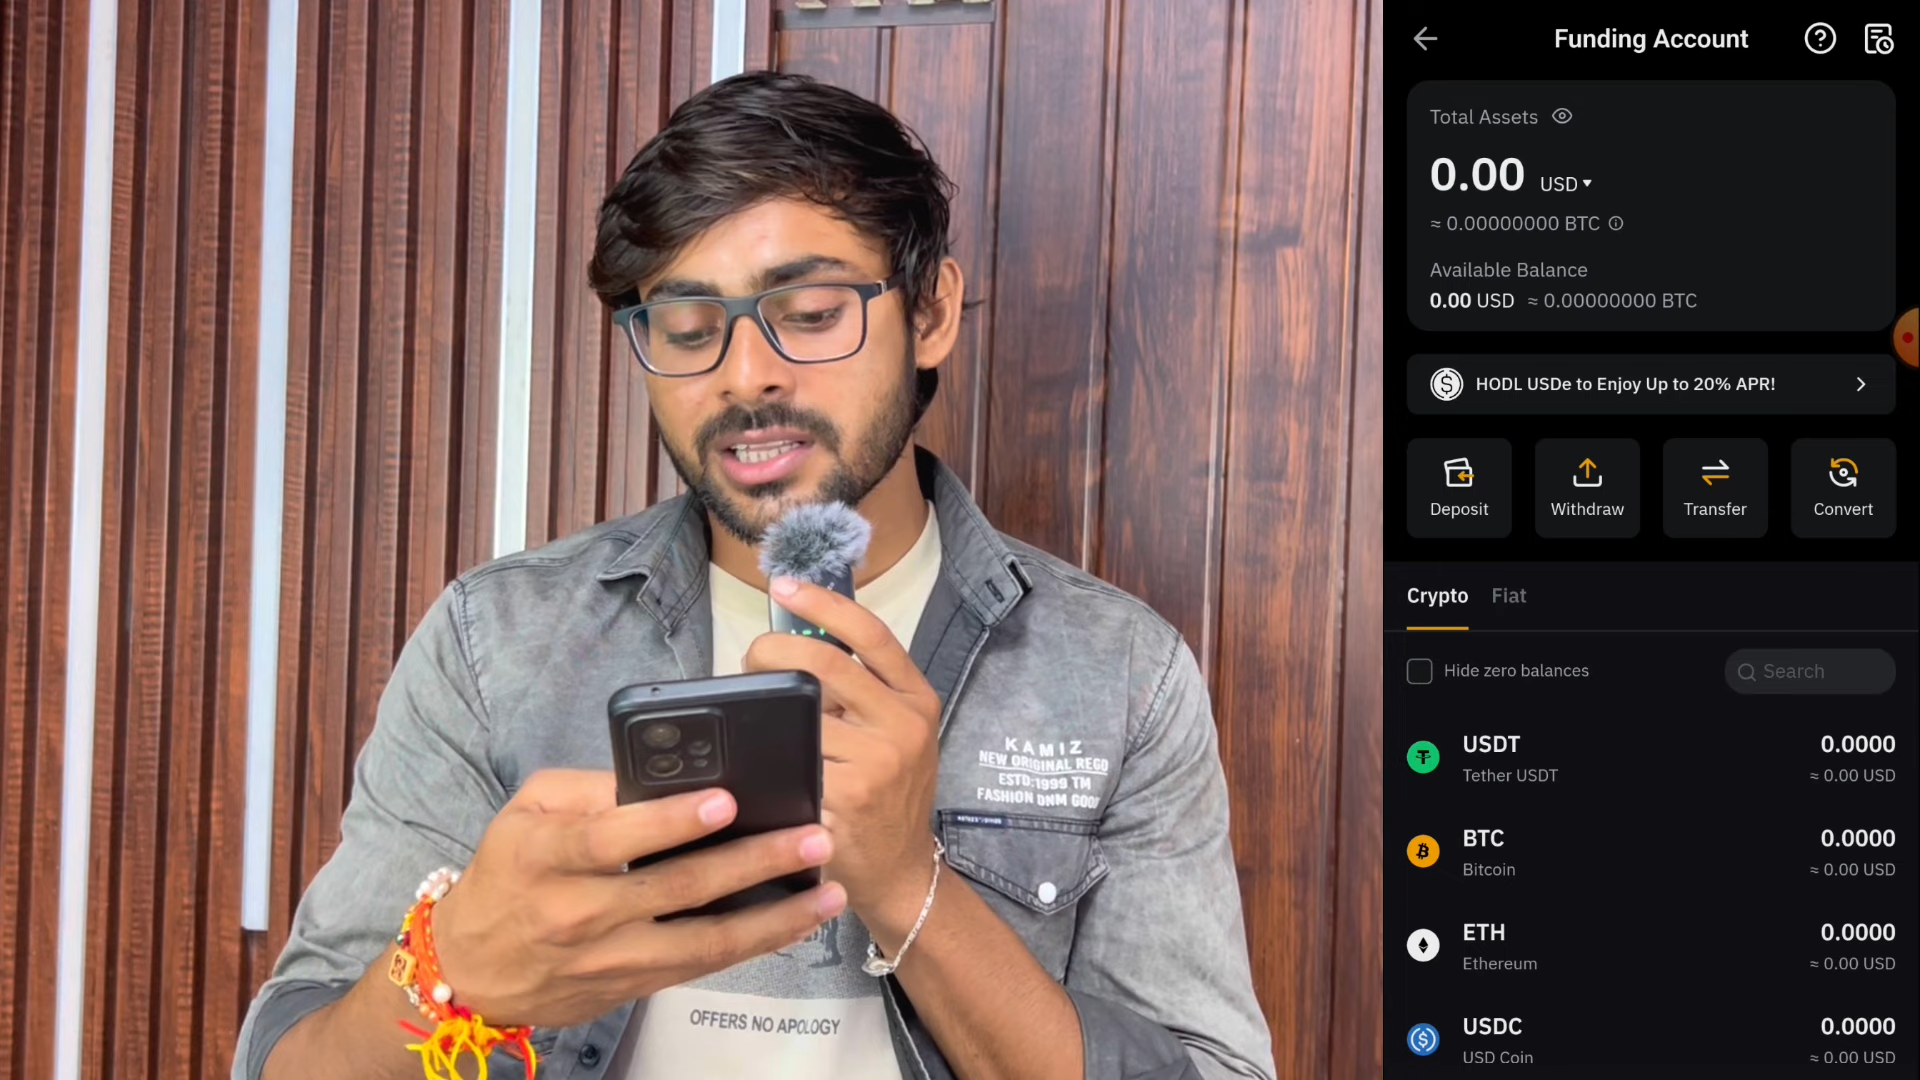 Funding Account
Total Assets
0.00 USD
≈ 0.00000000 BTC
Available Balance
0.00 USD ≈ 0.00000000 BTC
HODL USDe to Enjoy Up to 20% APR!
Deposit Withdraw Transfer Convert
Crypto Fiat
Hide zero balances Search
USDT 0.0000
Tether USDT ≈ 0.00 USD
BTC 0.0000
Bitcoin ≈ 0.00 USD
ETH 0.0000
Ethereum ≈ 0.00 USD
USDC 0.0000
USD Coin ≈ 0.00 USD
KAMIZ
NEW ORIGINAL REGD
ESTD:1999 TM
FASHION DNM GOO
OFFERS NO APOLOGY